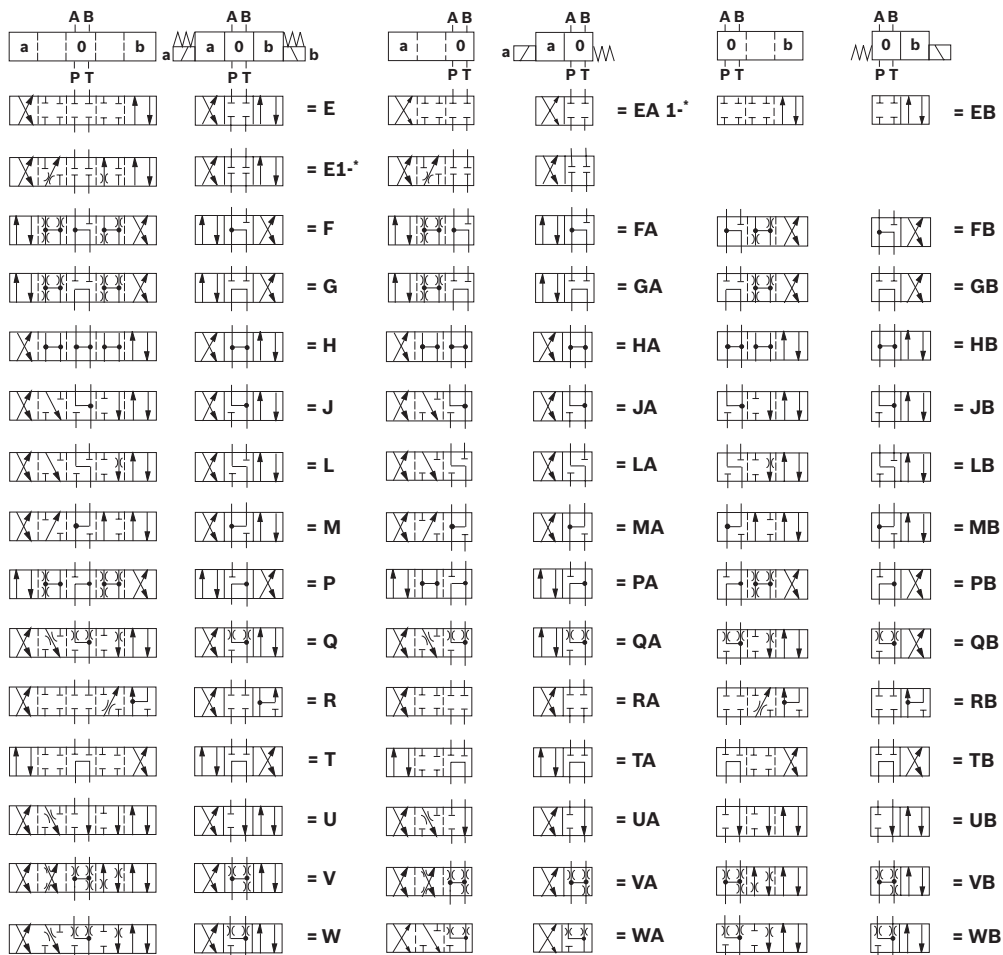 A B A B A B A B A B A B
a 0 b a a 0 b b a 0 a a 0 0 b 0 b
P T P T P T P T P T P T
= E = EA 1-* = EB
= E1-*
= F = FA = FB
= G = GA = GB
= H = HA = HB
= J = JA = JB
= L = LA = LB
= M = MA = MB
= P = PA = PB
= Q = QA = QB
= R = RA = RB
= T = TA = TB
= U = UA = UB
= V = VA = VB
= W = WA = WB